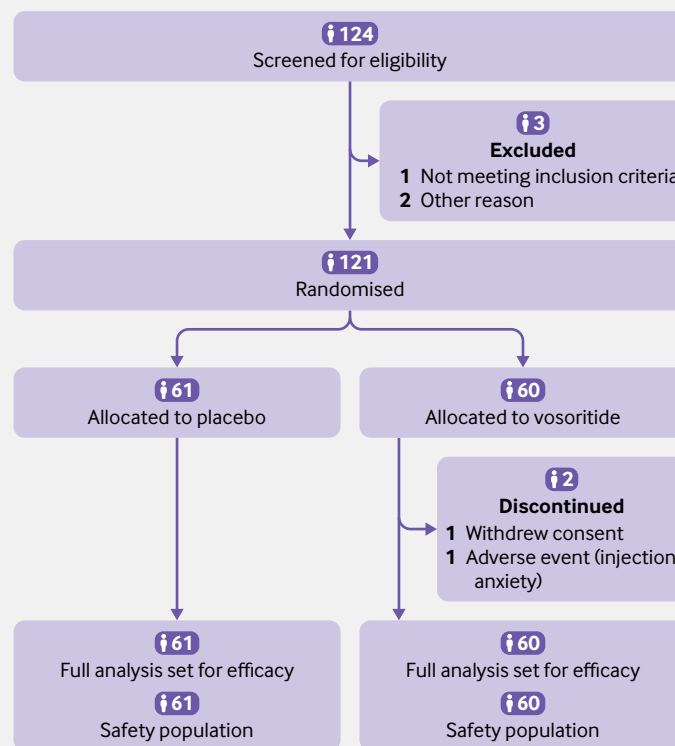 124
Screened for eligibility
3
Excluded
1 Not meeting inclusion criteria
2 Other reason
121
Randomised
61
Allocated to placebo
60
Allocated to vosoritide
2
Discontinued
1 Withdrew consent
1 Adverse event (injection
anxiety)
61
Full analysis set for efficacy
61
Safety population
60
Full analysis set for efficacy
60
Safety population